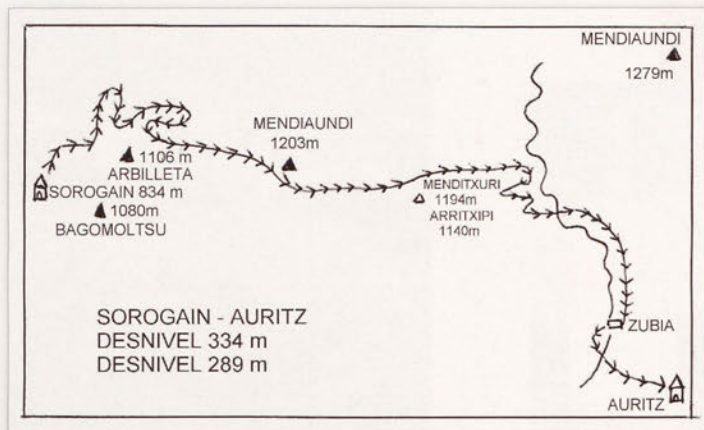 MENDIAUNDI
1279m
MENDIAUNDI
1203m
1106 m
ARBILLETA
SOROGAIN 834 m
1080m
BAGOMOLTSU
MENDITXURI
1194m
ARRITXIPI
1140m
SOROGAIN - AURITZ
DESNIVEL 334 m
DESNIVEL 289 m
ZUBIA
AURITZ